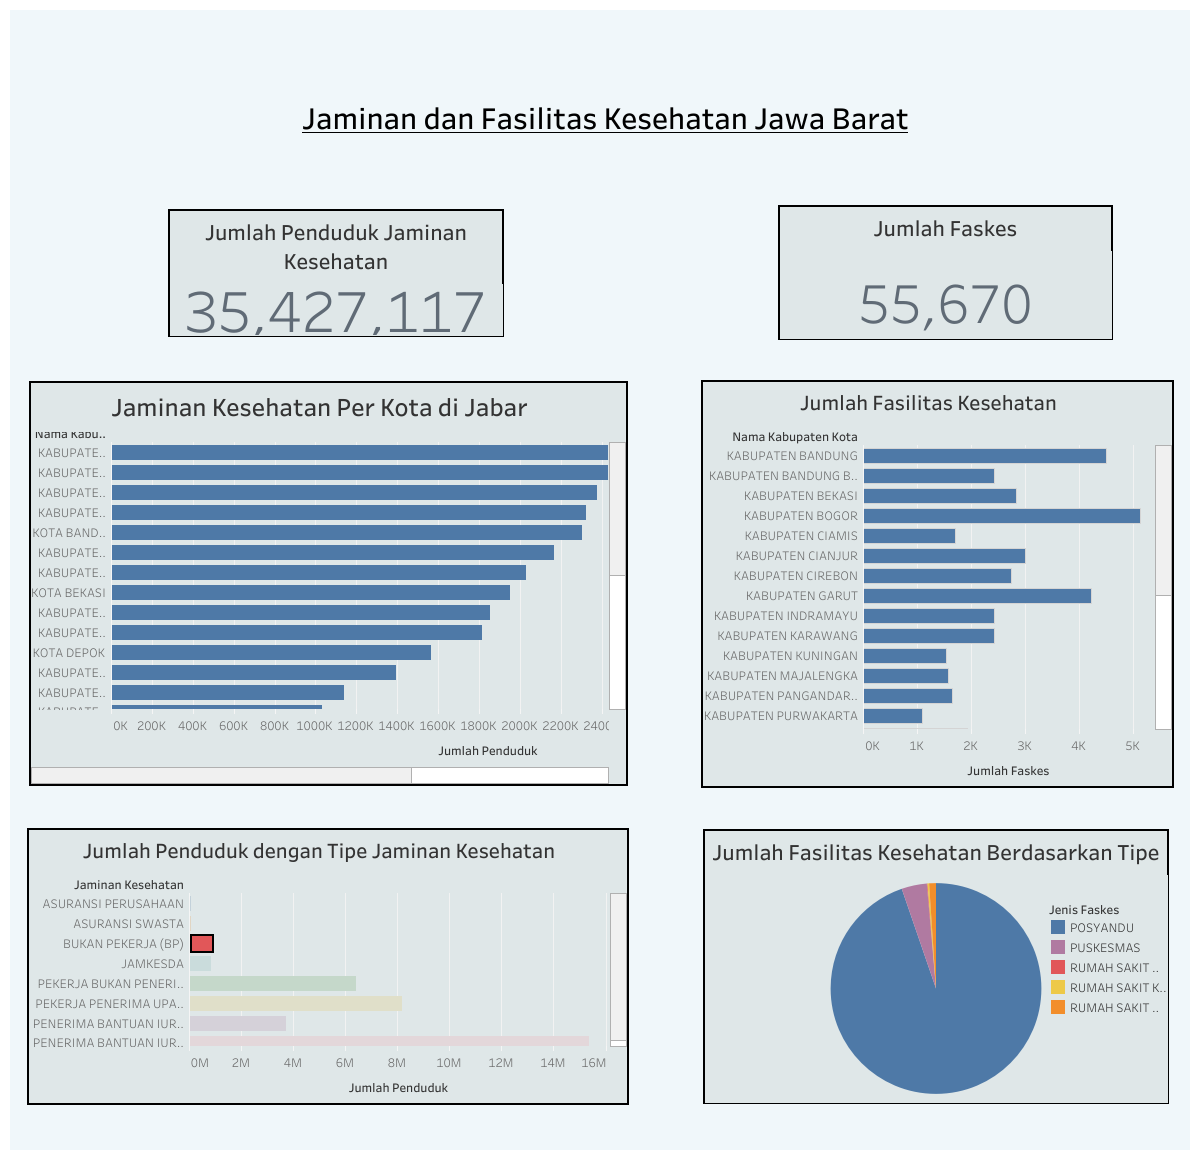 Jaminan dan Fasilitas Kesehatan Jawa Barat
Jumlah Penduduk Jaminan
Kesehatan
35,427,117
Jumlah Faskes
55,670
Jaminan Kesehatan Per Kota di Jabar
Nama Kabu..
KABUPATE..
KABUPATE..
KABUPATE..
KABUPATE..
KOTA BAND..
KABUPATE..
KABUPATE..
KOTA BEKASI
KABUPATE..
KABUPATE..
KOTA DEPOK
KABUPATE..
KABUPATE..
KABUPATE..
0K 200K 400K 600K 800K 1000K 1200K 1400K 1600K 1800K 2000K 2200K 2400
Jumlah Penduduk
Jumlah Fasilitas Kesehatan
Nama Kabupaten Kota
KABUPATEN BANDUNG
KABUPATEN BANDUNG B..
KABUPATEN BEKASI
KABUPATEN BOGOR
KABUPATEN CIAMIS
KABUPATEN CIANJUR
KABUPATEN CIREBON
KABUPATEN GARUT
KABUPATEN INDRAMAYU
KABUPATEN KARAWANG
KABUPATEN KUNINGAN
KABUPATEN MAJALENGKA
KABUPATEN PANGANDAR..
KABUPATEN PURWAKARTA
0K 1K 2K 3K 4K 5K
Jumlah Faskes
Jumlah Penduduk dengan Tipe Jaminan Kesehatan
Jaminan Kesehatan
ASURANSI PERUSAHAAN
ASURANSI SWASTA
BUKAN PEKERJA (BP)
JAMKESDA
PEKERJA BUKAN PENERI..
PEKERJA PENERIMA UPA..
PENERIMA BANTUAN IUR..
PENERIMA BANTUAN IUR..
0M 2M 4M 6M 8M 10M 12M 14M 16M
Jumlah Penduduk
Jumlah Fasilitas Kesehatan Berdasarkan Tipe
Jenis Faskes
POSYANDU
PUSKESMAS
RUMAH SAKIT ..
RUMAH SAKIT K..
RUMAH SAKIT ..